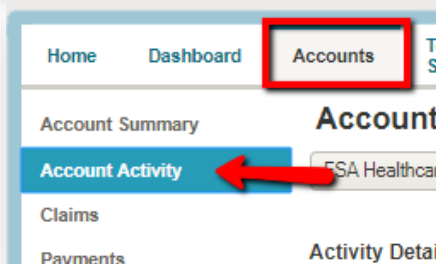 Home Dashboard Accounts
Account Summary
Account
Account Activity
FSA Healthcar
Claims
Payments
Activity Detai